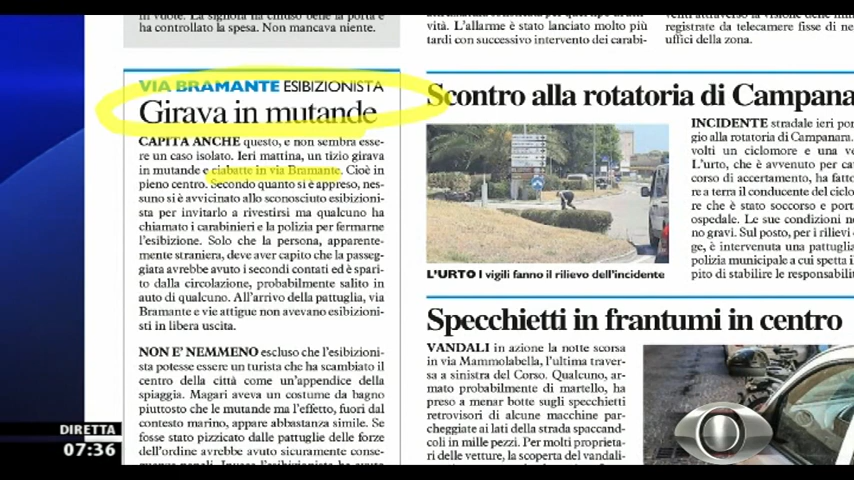 in vuote. La signora ha chiuso bene la porta e
ha controllato la spesa. Non mancava niente.
VIA BRAMANTE ESIBIZIONISTA
Girava in mutande
CAPITA ANCHE questo, e non sembra esse-
re un caso isolato. Ieri mattina, un tizio girava
in mutande e ciabatte in via Bramante. Cioè in
pieno centro. Secondo quanto si è appreso, nes-
suno si è avvicinato allo sconosciuto esibizioni-
sta per invitarlo a rivestirsi ma qualcuno ha
chiamato i carabinieri e la polizia per fermarne
l'esibizione. Solo che la persona, apparente-
mente straniera, deve aver capito che la passeg-
giata avrebbe avuto i secondi contati ed è spari-
to dalla circolazione, probabilmente salito in
auto di qualcuno. All'arrivo della pattuglia, via
Bramante e vie attigue non avevano esibizioni-
sti in libera uscita.
NON E' NEMMENO escluso che l'esibizioni-
sta potesse essere un turista che ha scambiato il
centro della città come un'appendice della
spiaggia. Magari aveva un costume da bagno
piuttosto che le mutande ma l'effetto, fuori dal
contesto marino, appare abbastanza simile. Se
fosse stato pizzicato dalle pattuglie delle forze
dell'ordine avrebbe avuto sicuramente conse-
vità. L'allarme è stato lanciato molto più
tardi con successivo intervento dei carabi-
registrate da telecamere fisse di ne
uffici della zona.
Scontro alla rotatoria di Campana
INCIDENTE stradale ieri por
gio alla rotatoria di Campanara.
volti un ciclomore e una v
L'urto, che è avvenuto per ca
corso di accertamento, ha fatto
re a terra il conducente del ciclo
re che è stato soccorso e port
ospedale. Le sue condizioni n
no gravi. Sul posto, per i rilievi
ge, è intervenuta una pattuglia
polizia municipale a cui spetta i
pito di stabilire le responsabili
L'URTO I vigili fanno il rilievo dell'incidente
Specchietti in frantumi in centro
VANDALI in azione la notte scorsa
in via Mammolabella, l'ultima traver-
sa a sinistra del Corso. Qualcuno, ar-
mato probabilmente di martello, ha
preso a menar botte sugli specchietti
retrovisori di alcune macchine par-
cheggiate ai lati della strada spaccand-
coli in mille pezzi. Per molti proprieta-
ri delle vetture, la scoperta del vandali-
DIRETTA
07:36